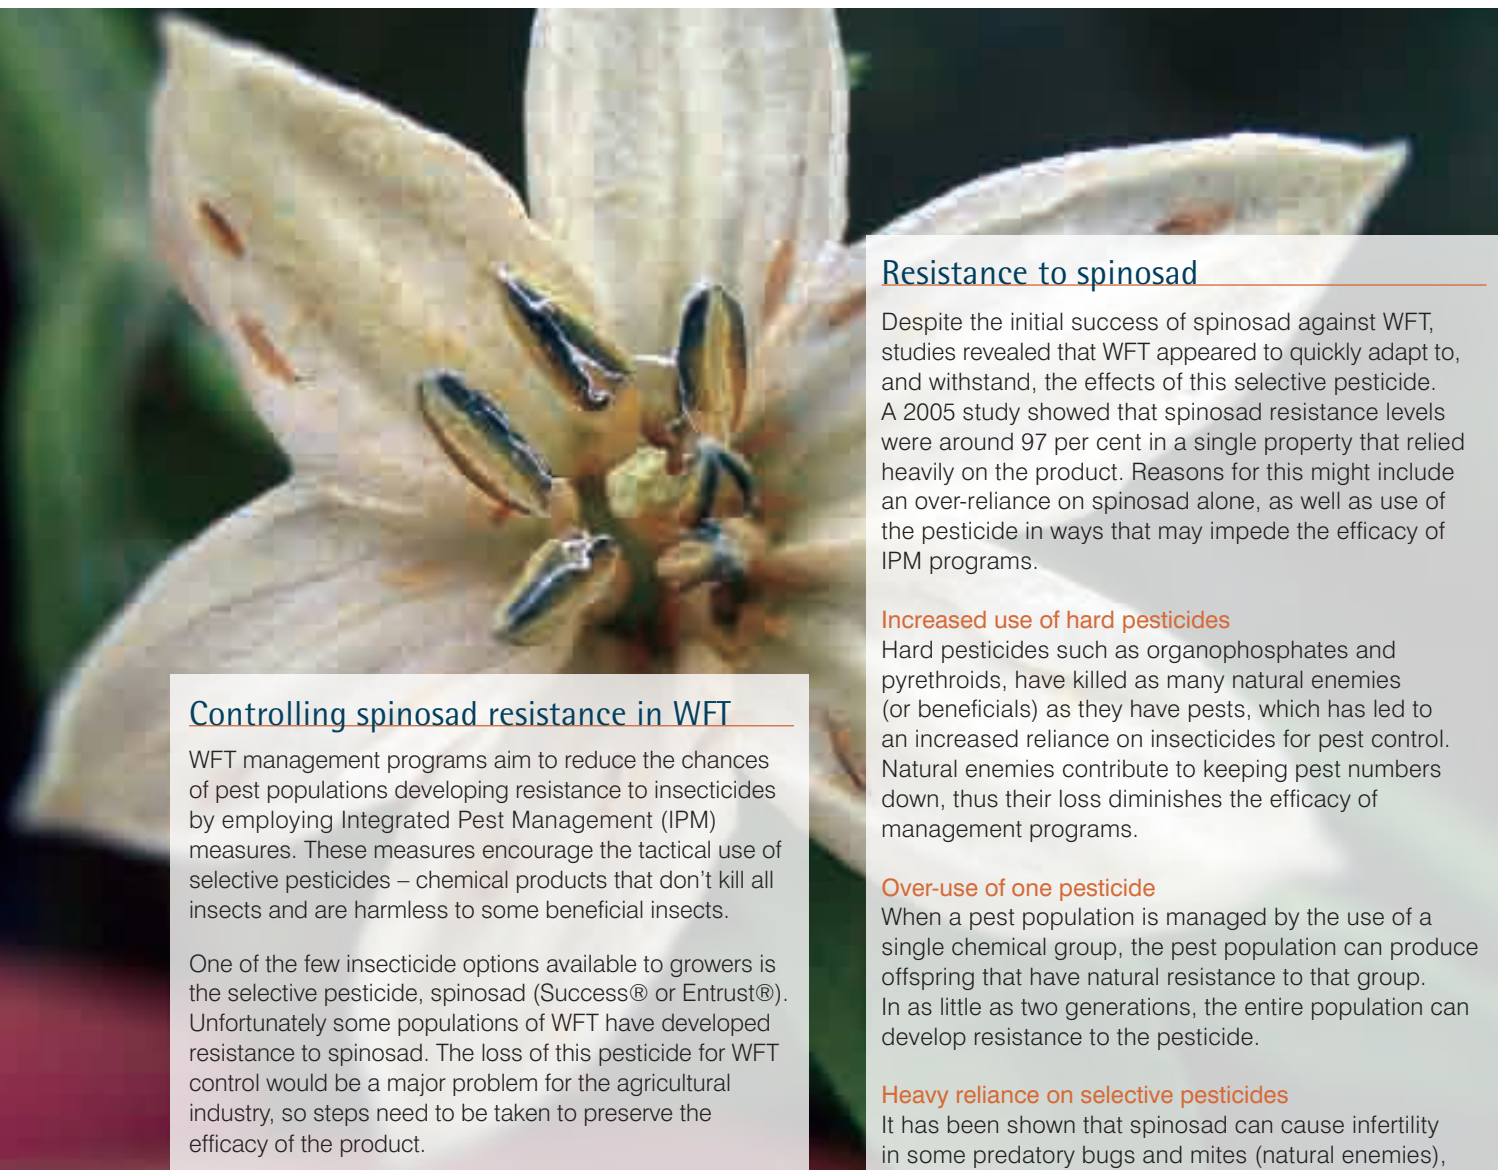 Controlling spinosad resistance in WFT
WFT management programs aim to reduce the chances
of pest populations developing resistance to insecticides
by employing Integrated Pest Management (IPM)
measures. These measures encourage the tactical use of
selective pesticides – chemical products that don't kill all
insects and are harmless to some beneficial insects.
One of the few insecticide options available to growers is
the selective pesticide, spinosad (Success® or Entrust®).
Unfortunately some populations of WFT have developed
resistance to spinosad. The loss of this pesticide for WFT
control would be a major problem for the agricultural
industry, so steps need to be taken to preserve the
efficacy of the product.
Resistance to spinosad
Despite the initial success of spinosad against WFT,
studies revealed that WFT appeared to quickly adapt to,
and withstand, the effects of this selective pesticide.
A 2005 study showed that spinosad resistance levels
were around 97 per cent in a single property that relied
heavily on the product. Reasons for this might include
an over-reliance on spinosad alone, as well as use of
the pesticide in ways that may impede the efficacy of
IPM programs.
Increased use of hard pesticides
Hard pesticides such as organophosphates and
pyrethroids, have killed as many natural enemies
(or beneficials) as they have pests, which has led to
an increased reliance on insecticides for pest control.
Natural enemies contribute to keeping pest numbers
down, thus their loss diminishes the efficacy of
management programs.
Over-use of one pesticide
When a pest population is managed by the use of a
single chemical group, the pest population can produce
offspring that have natural resistance to that group.
In as little as two generations, the entire population can
develop resistance to the pesticide.
Heavy reliance on selective pesticides
It has been shown that spinosad can cause infertility
in some predatory bugs and mites (natural enemies),